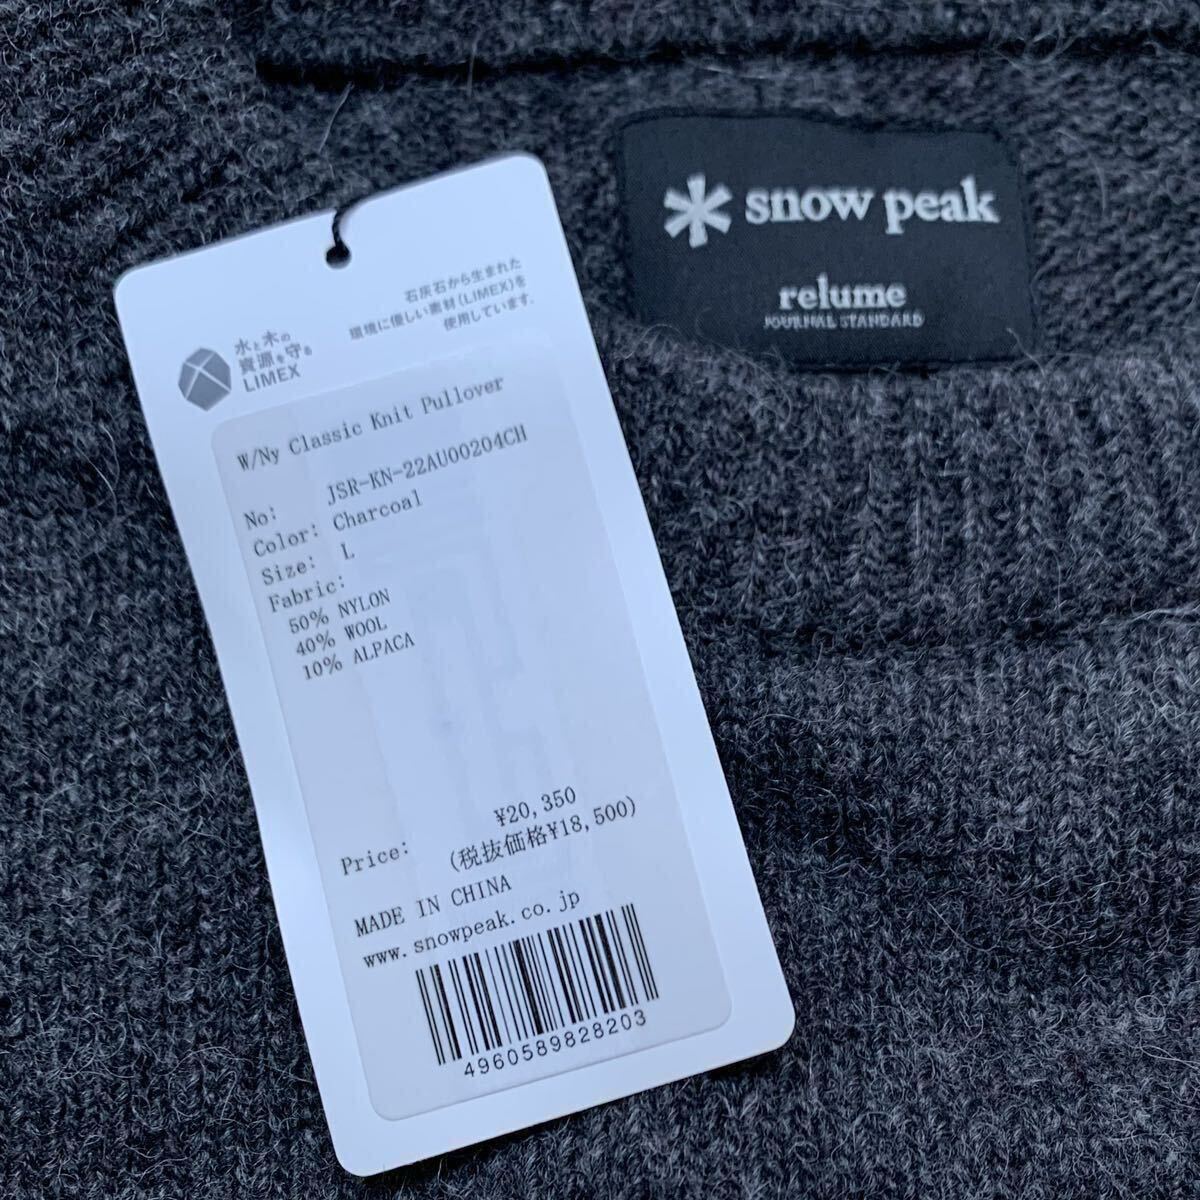 snow peak
relume
JOURNAL STANDARD
石灰石から生まれた
環境に優しい素材(LIMEX)を
使用しています.
水と木の
資源を守る
LIMEX
W/Ny Classic Knit Pullover
No: JSR-KN-22AU00204CH
Color: Charcoal
Size: L
Fabric:
50% NYLON
40% WOOL
10% ALPACA
¥20,350
Price: (税抜価格¥18,500)
MADE IN CHINA
www.snowpeak.co.jp
4960589828203